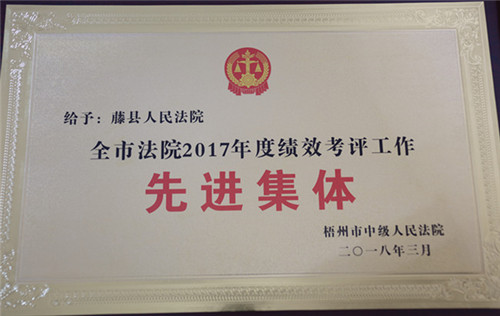 给予：藤县人民法院
全市法院2017年度绩效考评工作
先进集体
梧州市中级人民法院
二〇一八年三月